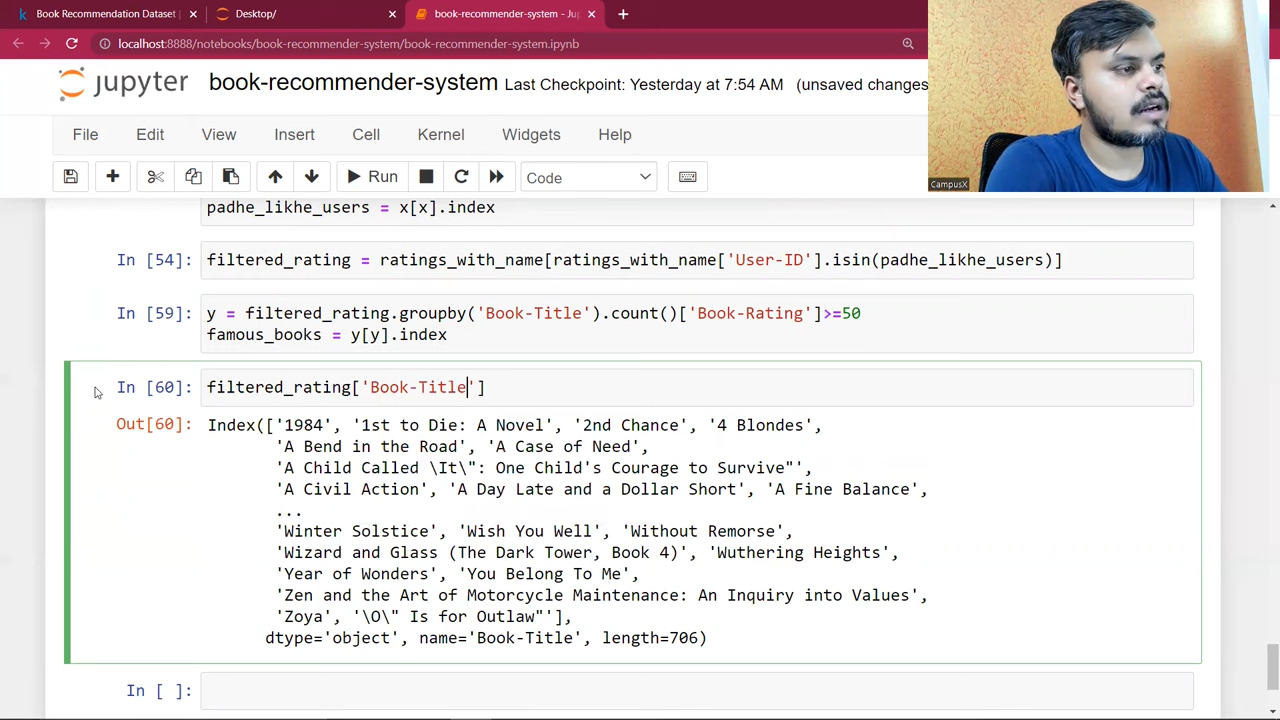 Book Recommendation Dataset
Desktop/
book-recommender-system - Ju
localhost:8888/notebooks/book-recommender-system/book-recommender-system.ipynb
jupyter
book-recommender-system Last Checkpoint: Yesterday at 7:54 AM (unsaved changes
File Edit View Insert Cell Kernel Widgets Help
Run
Code
CampusX
padhe_likhe_users = x[x].index
In [54]: filtered_rating = ratings_with_name[ratings_with_name['User-ID'].isin(padhe_likhe_users)]
In [59]: y = filtered_rating.groupby('Book-Title').count()['Book-Rating']>=50
famous_books = y[y].index
In [60]: filtered_rating['Book-Title']
Out[60]: Index(['1984', '1st to Die: A Novel', '2nd Chance', '4 Blondes',
'A Bend in the Road', 'A Case of Need',
'A Child Called \It\": One Child's Courage to Survive"',
'A Civil Action', 'A Day Late and a Dollar Short', 'A Fine Balance',
...
'Winter Solstice', 'Wish You Well', 'Without Remorse',
'Wizard and Glass (The Dark Tower, Book 4)', 'Wuthering Heights',
'Year of Wonders', 'You Belong To Me',
'Zen and the Art of Motorcycle Maintenance: An Inquiry into Values',
'Zoya', '\O\" Is for Outlaw"'],
dtype='object', name='Book-Title', length=706)
In [ ]: